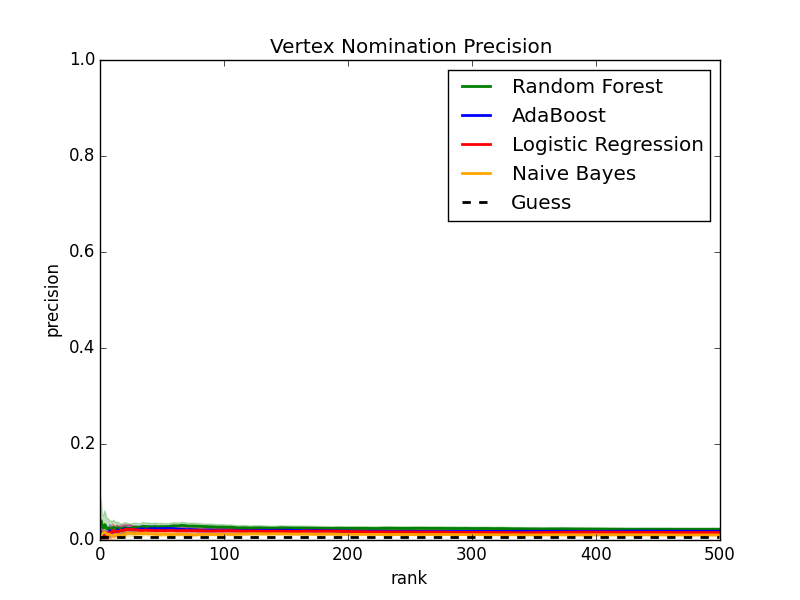 Vertex Nomination Precision
1.0
0.8
0.6
0.4
0.2
0.0
precision
Random Forest
AdaBoost
Logistic Regression
Naive Bayes
Guess
0 100 200 300 400 500
rank